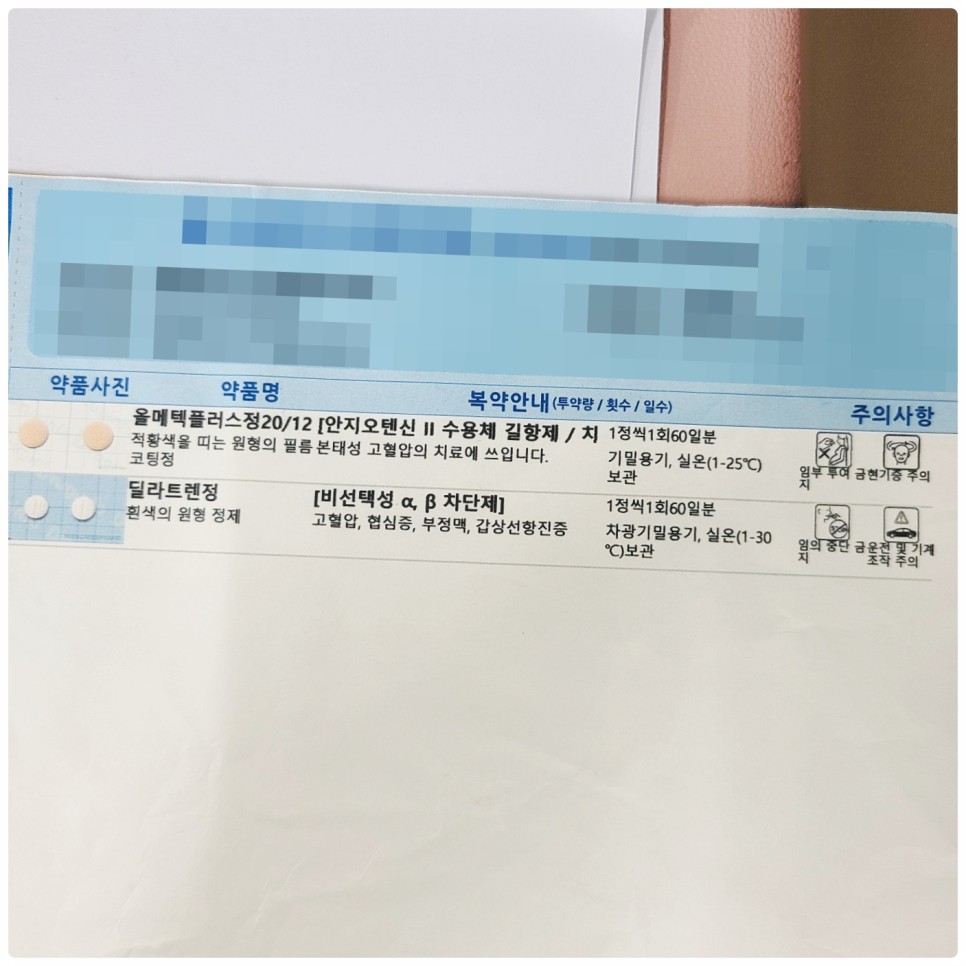 약품사진 약품명 복약안내(투약량 / 횟수 / 일수) 주의사항
올메텍플러스정20/12 [안지오텐신 II 수용체 길항제 / 치 1정씩1회60일분
적황색을 띠는 원형의 필름 본태성 고혈압의 치료에 쓰입니다. 기밀용기, 실온(1-25℃)
코팅정 보관
임부 투여 금 현기증 주의
지
딜라트렌정 [비선택성 α, β 차단제] 1정씩1회60일분
흰색의 원형 정제 고혈압, 협심증, 부정맥, 갑상선항진증 차광기밀용기, 실온(1-30
℃)보관
임의 중단 금 운전 및 기계
지 조작 주의